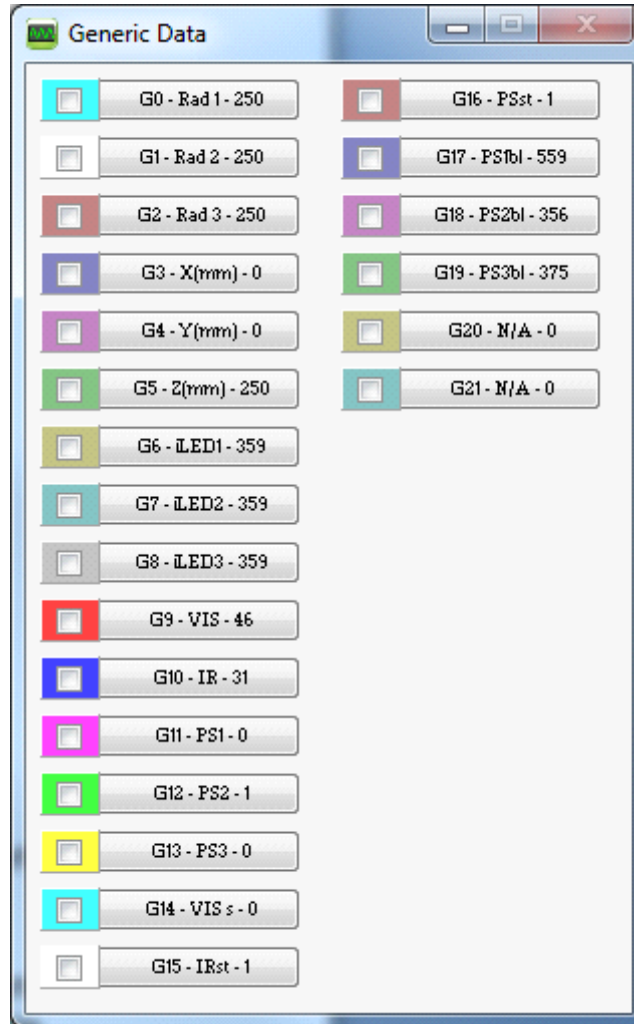 Generic Data
G0 - Rad 1 - 250
G1 - Rad 2 - 250
G2 - Rad 3 - 250
G3 - X(mm) - 0
G4 - Y(mm) - 0
G5 - Z(mm) - 250
G6 - iLED1 - 359
G7 - iLED2 - 359
G8 - iLED3 - 359
G9 - VIS - 46
G10 - IR - 31
G11 - PS1 - 0
G12 - PS2 - 1
G13 - PS3 - 0
G14 - VIS s - 0
G15 - IRst - 1
G16 - PSst - 1
G17 - PS1bl - 559
G18 - PS2bl - 356
G19 - PS3bl - 375
G20 - N/A - 0
G21 - N/A - 0